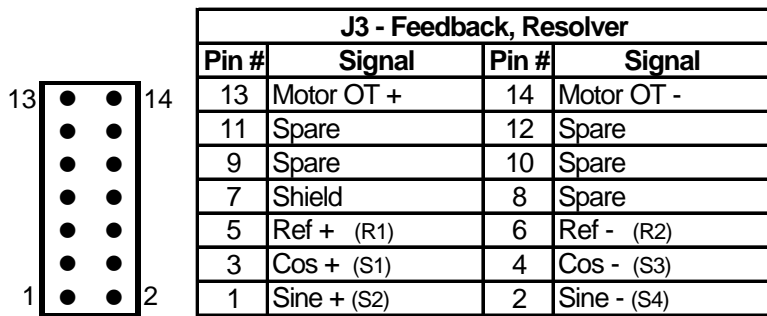 J3 - Feedback, Resolver
Pin # Signal Pin # Signal
13 14
13 Motor OT + 14 Motor OT -
11 Spare 12 Spare
9 Spare 10 Spare
7 Shield 8 Spare
5 Ref + (R1) 6 Ref - (R2)
3 Cos + (S1) 4 Cos - (S3)
1 2
1 Sine + (S2) 2 Sine - (S4)